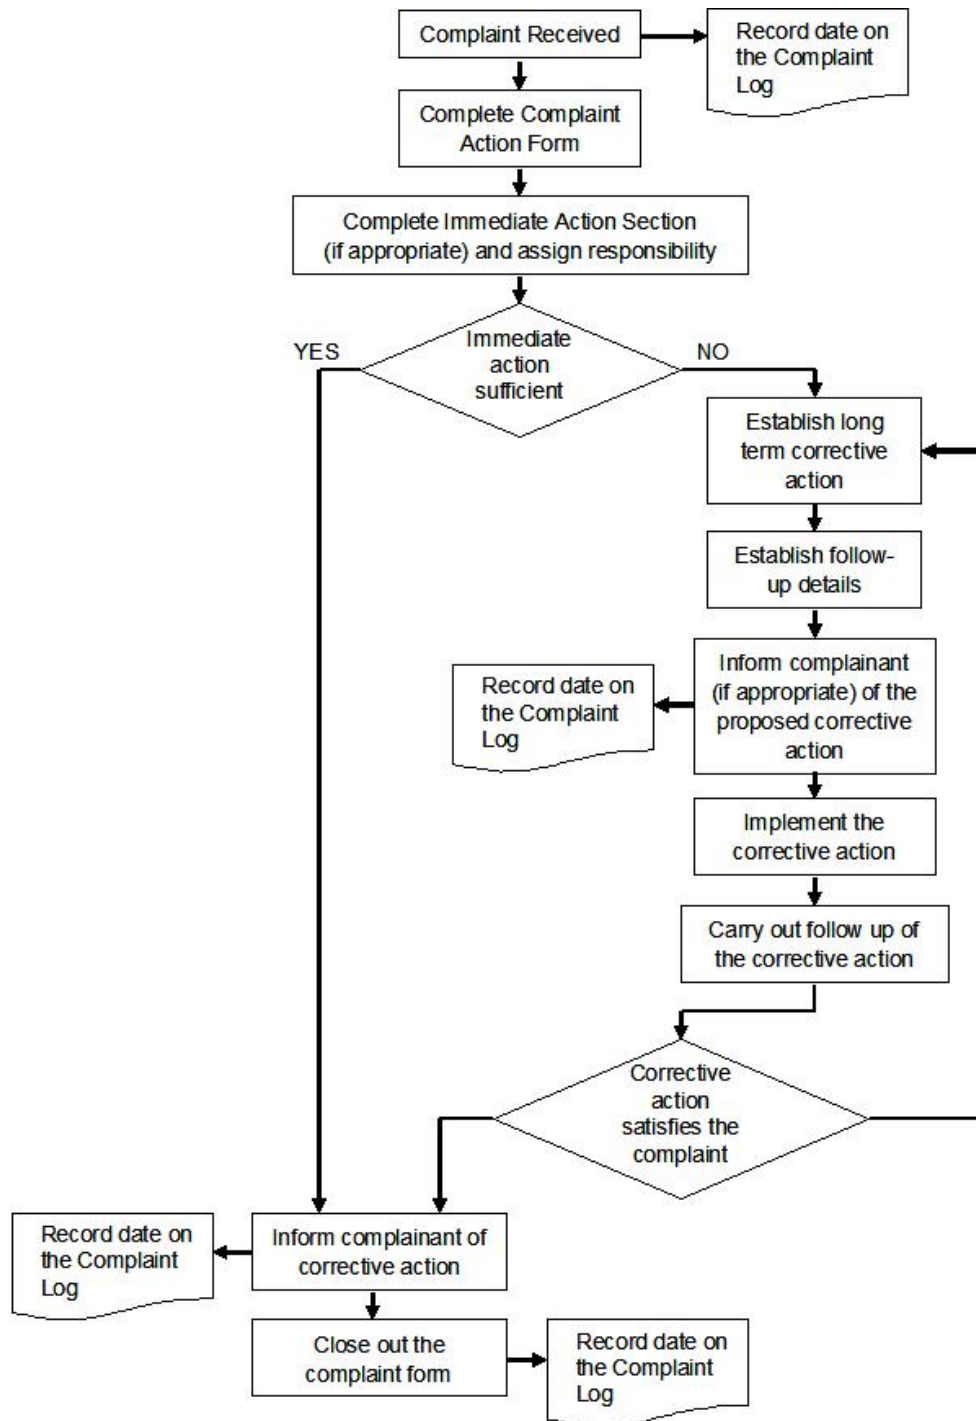 Complaint Received
Record date on
the Complaint
Log
Complete Complaint
Action Form
Complete Immediate Action Section
(if appropriate) and assign responsibility
Immediate
action
sufficient
YES
NO
Establish long
term corrective
action
Establish follow-
up details
Inform complainant
(if appropriate) of the
proposed corrective
action
Record date on
the Complaint
Log
Implement the
corrective action
Carry out follow up of
the corrective action
Corrective
action
satisfies the
complaint
Inform complainant of
corrective action
Record date on
the Complaint
Log
Close out the
complaint form
Record date on
the Complaint
Log